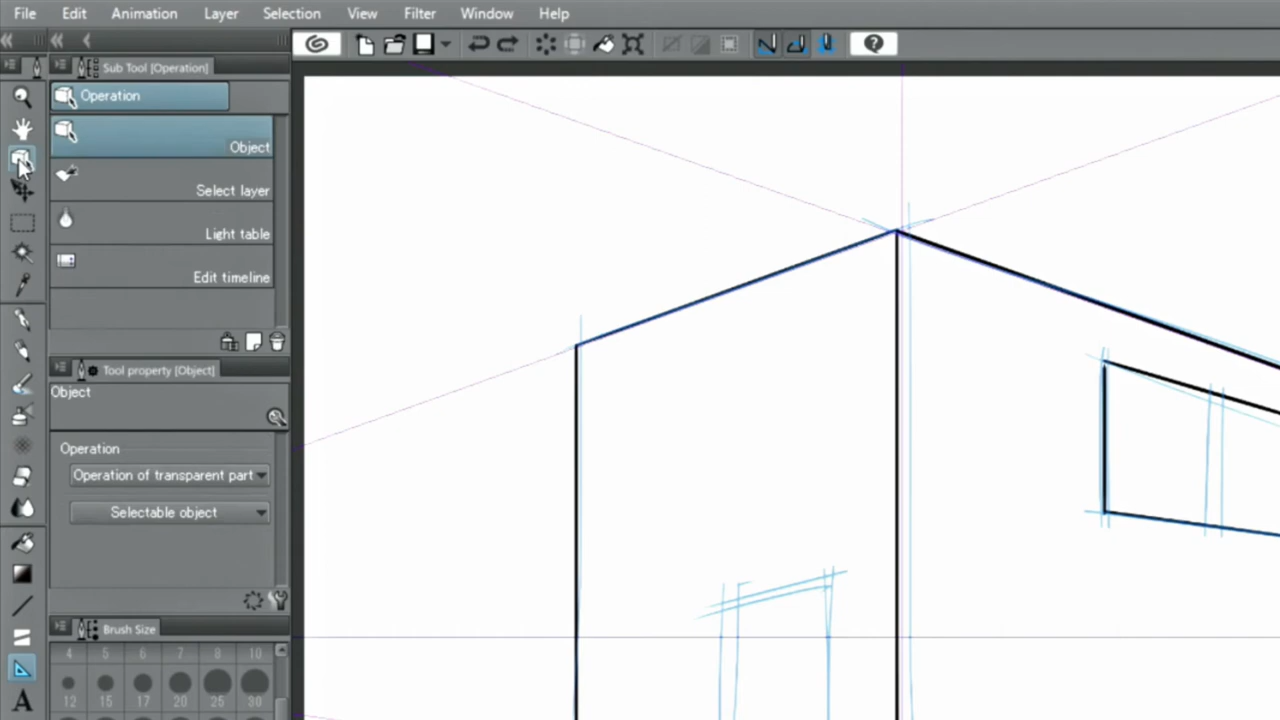 File Edit Animation Layer Selection View Filter Window Help
Sub Tool [Operation]
Operation
Object
Select layer
Light table
Edit timeline
Tool property [Object]
Object
Operation
Operation of transparent part
Selectable object
Brush Size
4 5 6 7 8 10
12 15 17 20 25 30
A